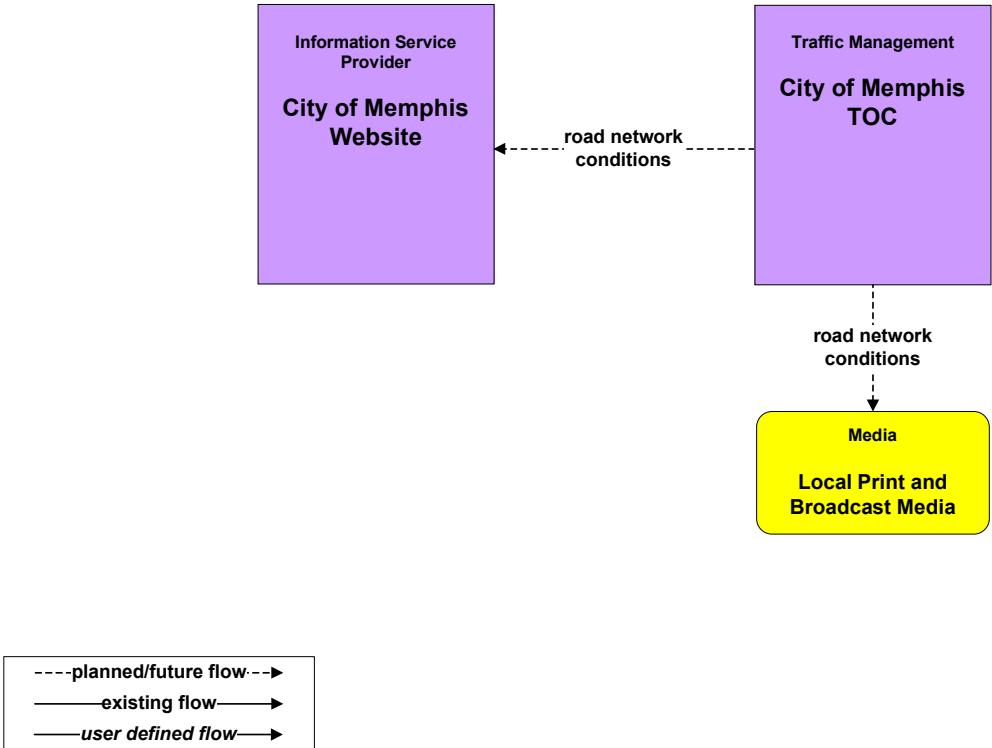 Information Service
Provider
City of Memphis
Website
road network
conditions
Traffic Management
City of Memphis
TOC
road network
conditions
Media
Local Print and
Broadcast Media
planned/future flow
existing flow
user defined flow